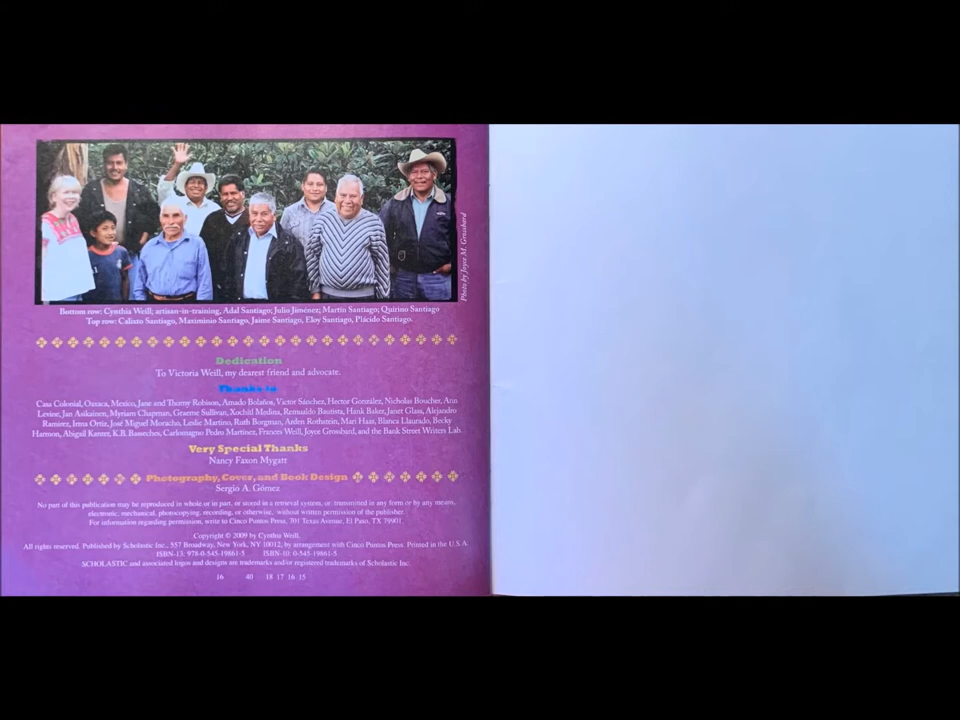 Photo by Joyce M. Grossbard
Bottom row: Cynthia Weill; artisan-in-training, Adal Santiago; Julio Jiménez; Martín Santiago; Quirino Santiago
Top row: Calixto Santiago, Maximinio Santiago, Jaime Santiago, Eloy Santiago, Plácido Santiago.
Dedication
To Victoria Weill, my dearest friend and advocate.
Thanks to
Casa Colonial, Oaxaca, Mexico, Jane and Thorny Robison, Amado Bolaños, Victor Sánchez, Hector González, Nicholas Boucher, Ann
Levine, Jan Asikainen, Myriam Chapman, Graeme Sullivan, Xochitl Medina, Remualdo Bautista, Hank Baker, Janet Glass, Alejandro
Ramirez, Irma Ortiz, José Miguel Moracho, Leslie Martino, Ruth Borgman, Arden Rothstein, Mari Haas, Blanca Llaurado, Becky
Harmon, Abigail Kanter, K.B. Basseches, Carlomagno Pedro Martínez, Frances Weill, Joyce Grossbard, and the Bank Street Writers Lab.
Very Special Thanks
Nancy Faxon Mygatt
Photography, Cover, and Book Design
Sergio A. Gómez
No part of this publication may be reproduced in whole or in part, or stored in a retrieval system, or transmitted in any form or by any means,
electronic, mechanical, photocopying, recording, or otherwise, without written permission of the publisher.
For information regarding permission, write to Cinco Puntos Press, 701 Texas Avenue, El Paso, TX 79901.
Copyright © 2009 by Cynthia Weill.
All rights reserved. Published by Scholastic Inc., 557 Broadway, New York, NY 10012, by arrangement with Cinco Puntos Press. Printed in the U.S.A.
ISBN-13: 978-0-545-19861-5 ISBN-10: 0-545-19861-5
SCHOLASTIC and associated logos and designs are trademarks and/or registered trademarks of Scholastic Inc.
16 40 18 17 16 15